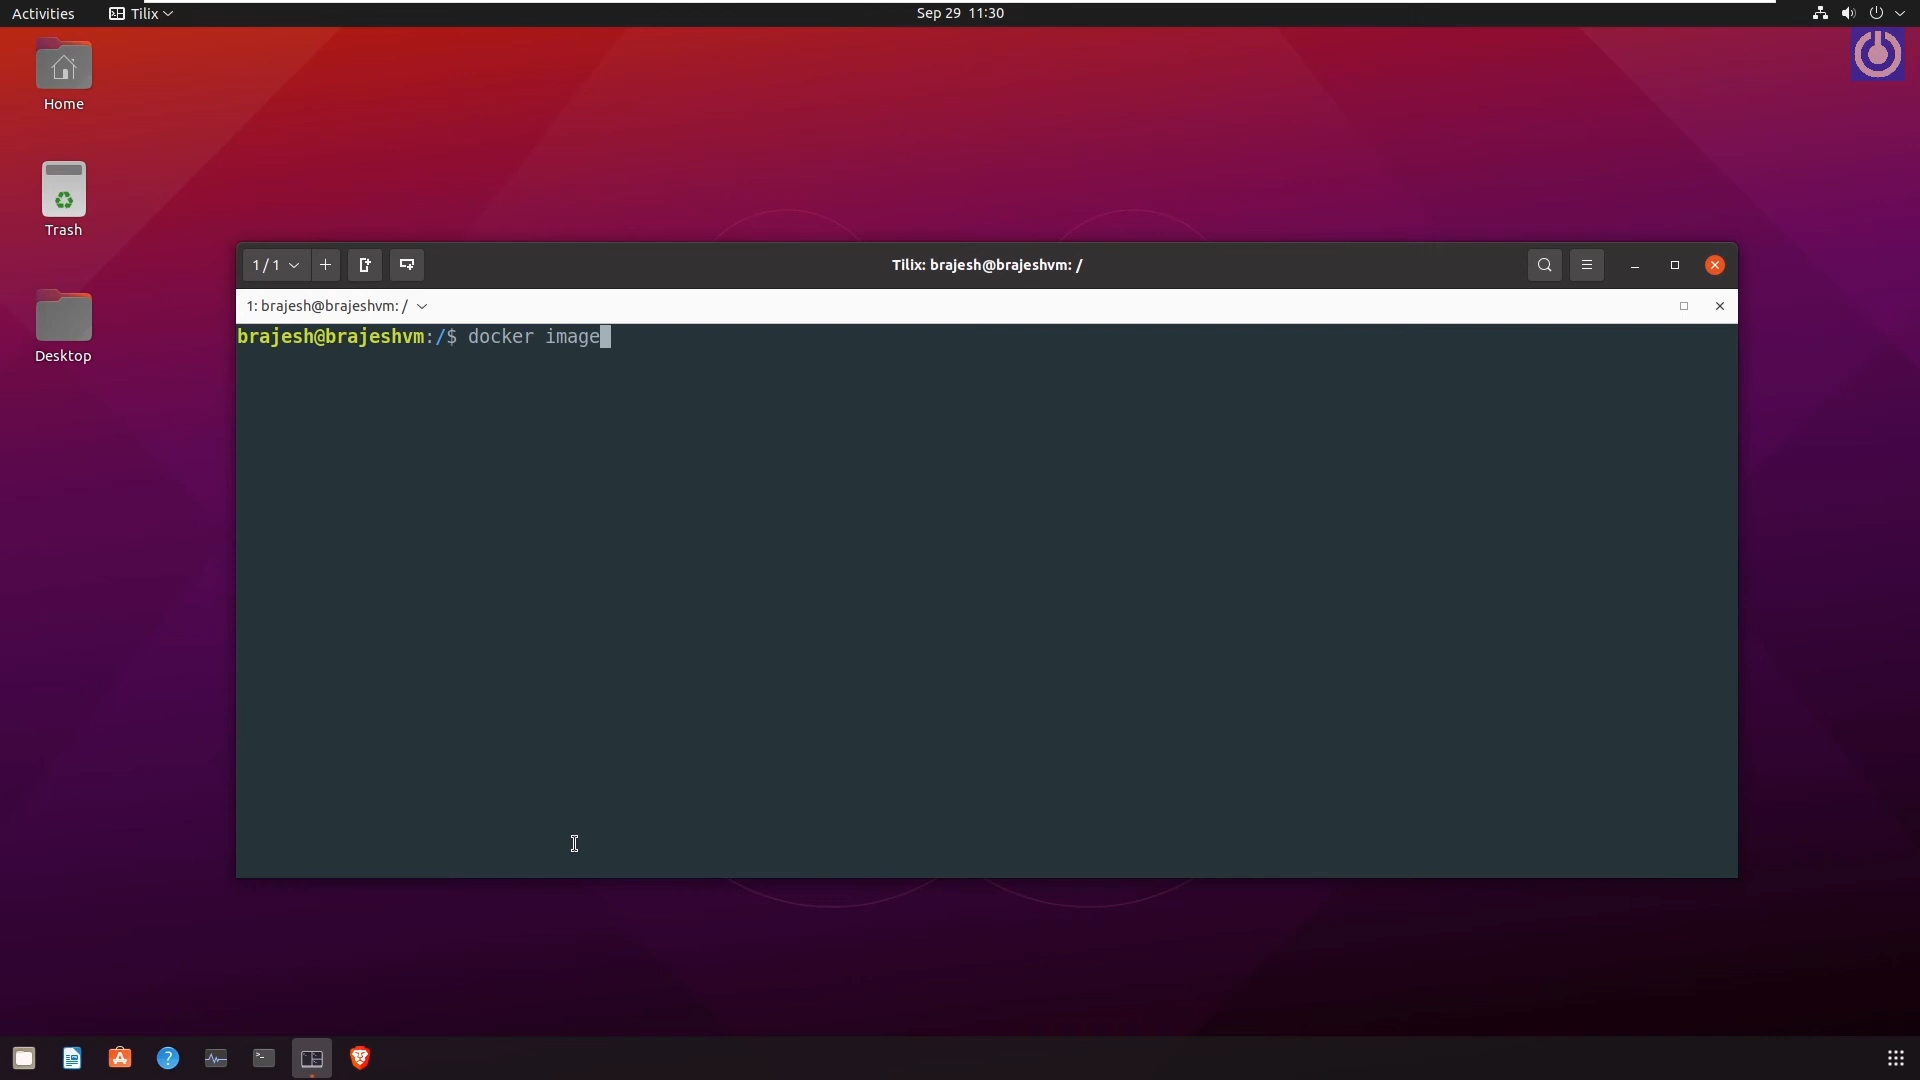 Activities Tilix Sep 29 11:30
Home
Trash
Desktop
1 / 1 Tilix: brajesh@brajeshvm: /
1: brajesh@brajeshvm: /
brajesh@brajeshvm:/$ docker image